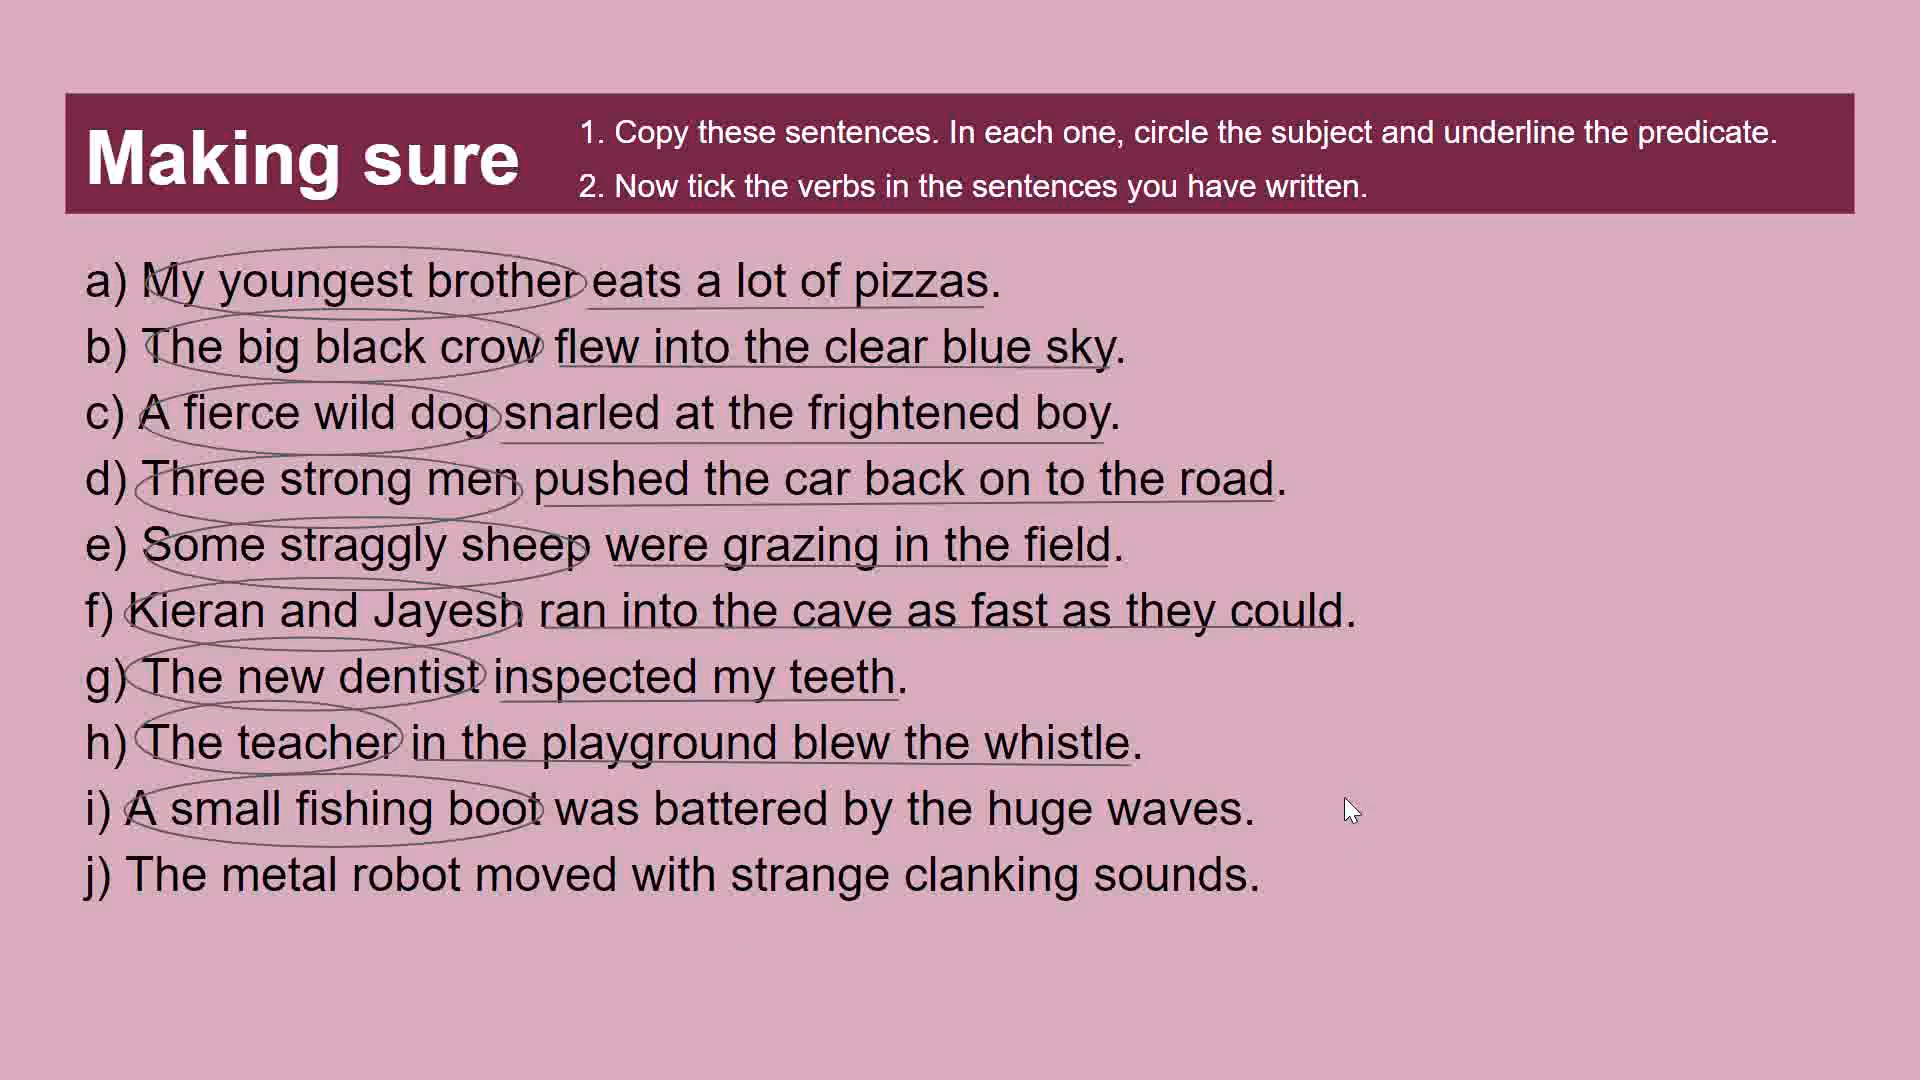 Making sure
1. Copy these sentences. In each one, circle the subject and underline the predicate.
2. Now tick the verbs in the sentences you have written.
a) My youngest brother eats a lot of pizzas.
b) The big black crow flew into the clear blue sky.
c) A fierce wild dog snarled at the frightened boy.
d) Three strong men pushed the car back on to the road.
e) Some straggly sheep were grazing in the field.
f) Kieran and Jayesh ran into the cave as fast as they could.
g) The new dentist inspected my teeth.
h) The teacher in the playground blew the whistle.
i) A small fishing boot was battered by the huge waves.
j) The metal robot moved with strange clanking sounds.